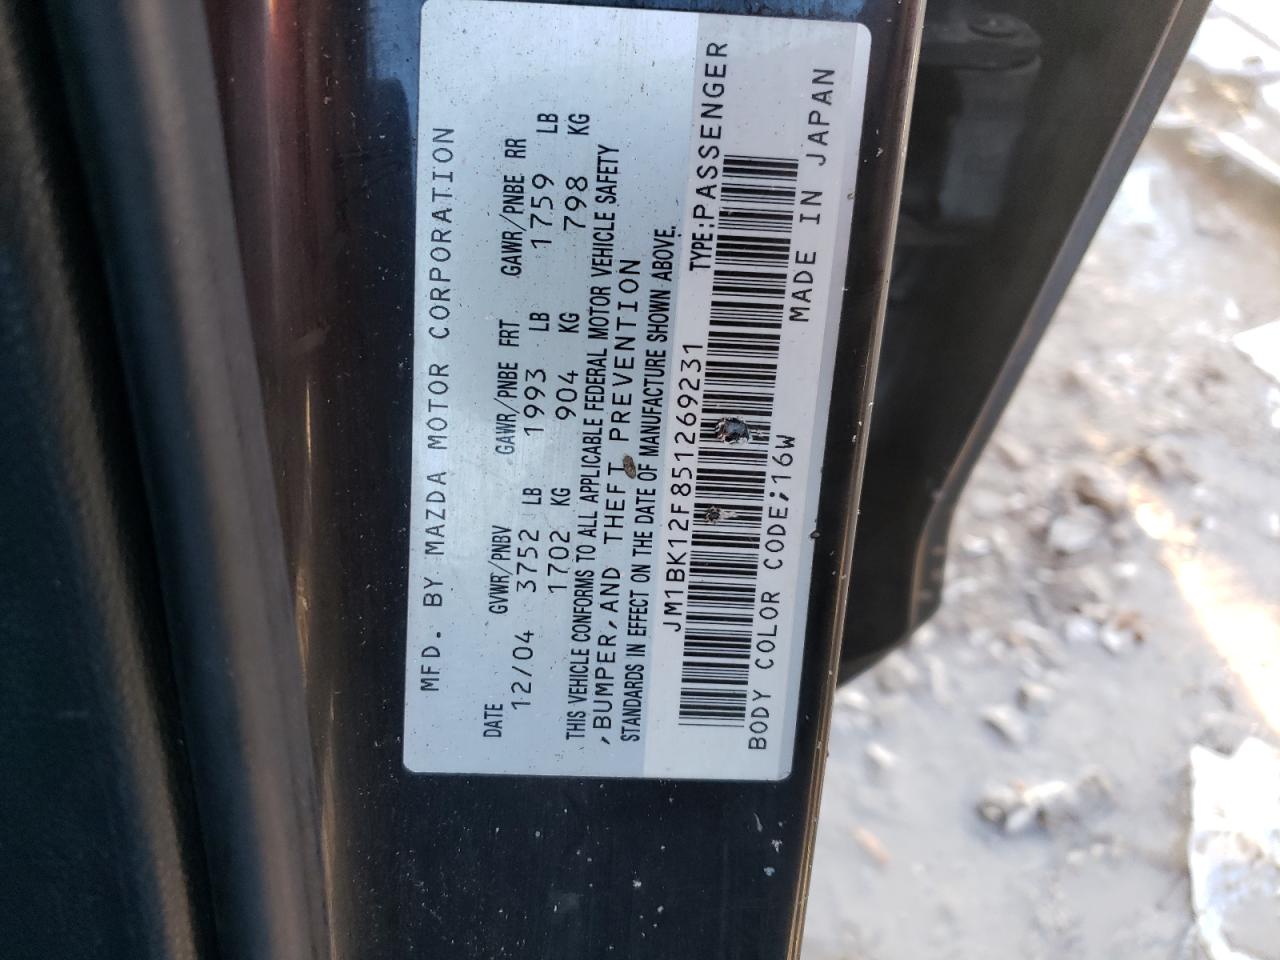 MFD. BY MAZDA MOTOR CORPORATION
DATE GVWR/PNBV GAWR/PNBE FRT GAWR/PNBE RR
12/04 3752 LB 1993 LB 1759 LB
1702 KG 904 KG 798 KG
THIS VEHICLE CONFORMS TO ALL APPLICABLE FEDERAL MOTOR VEHICLE SAFETY
,BUMPER,AND THEFT PREVENTION
STANDARDS IN EFFECT ON THE DATE OF MANUFACTURE SHOWN ABOVE.
JM1BK12F851269231 TYPE:PASSENGER
BODY COLOR CODE;16W MADE IN JAPAN